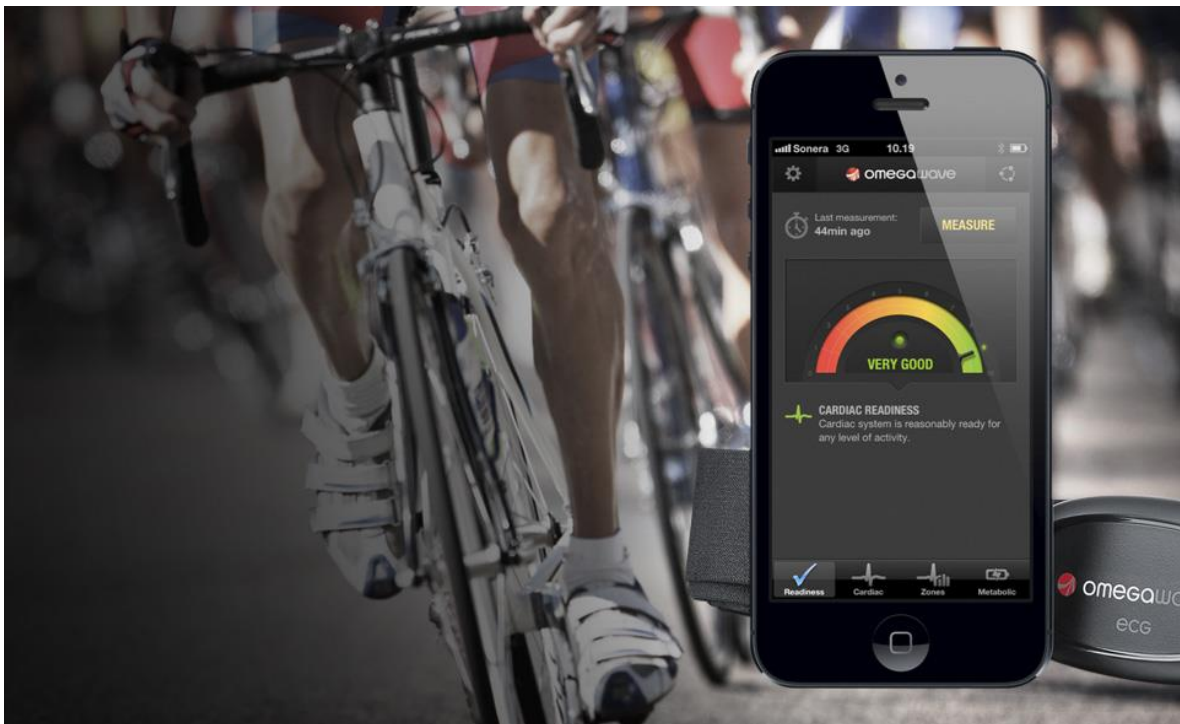 Sonera 3G 10.19
omegawave
Last measurement:
44min ago
MEASURE
VERY GOOD
CARDIAC READINESS
Cardiac system is reasonably ready for
any level of activity.
Readiness Cardiac Zones Metabolic
omegawa
ecg